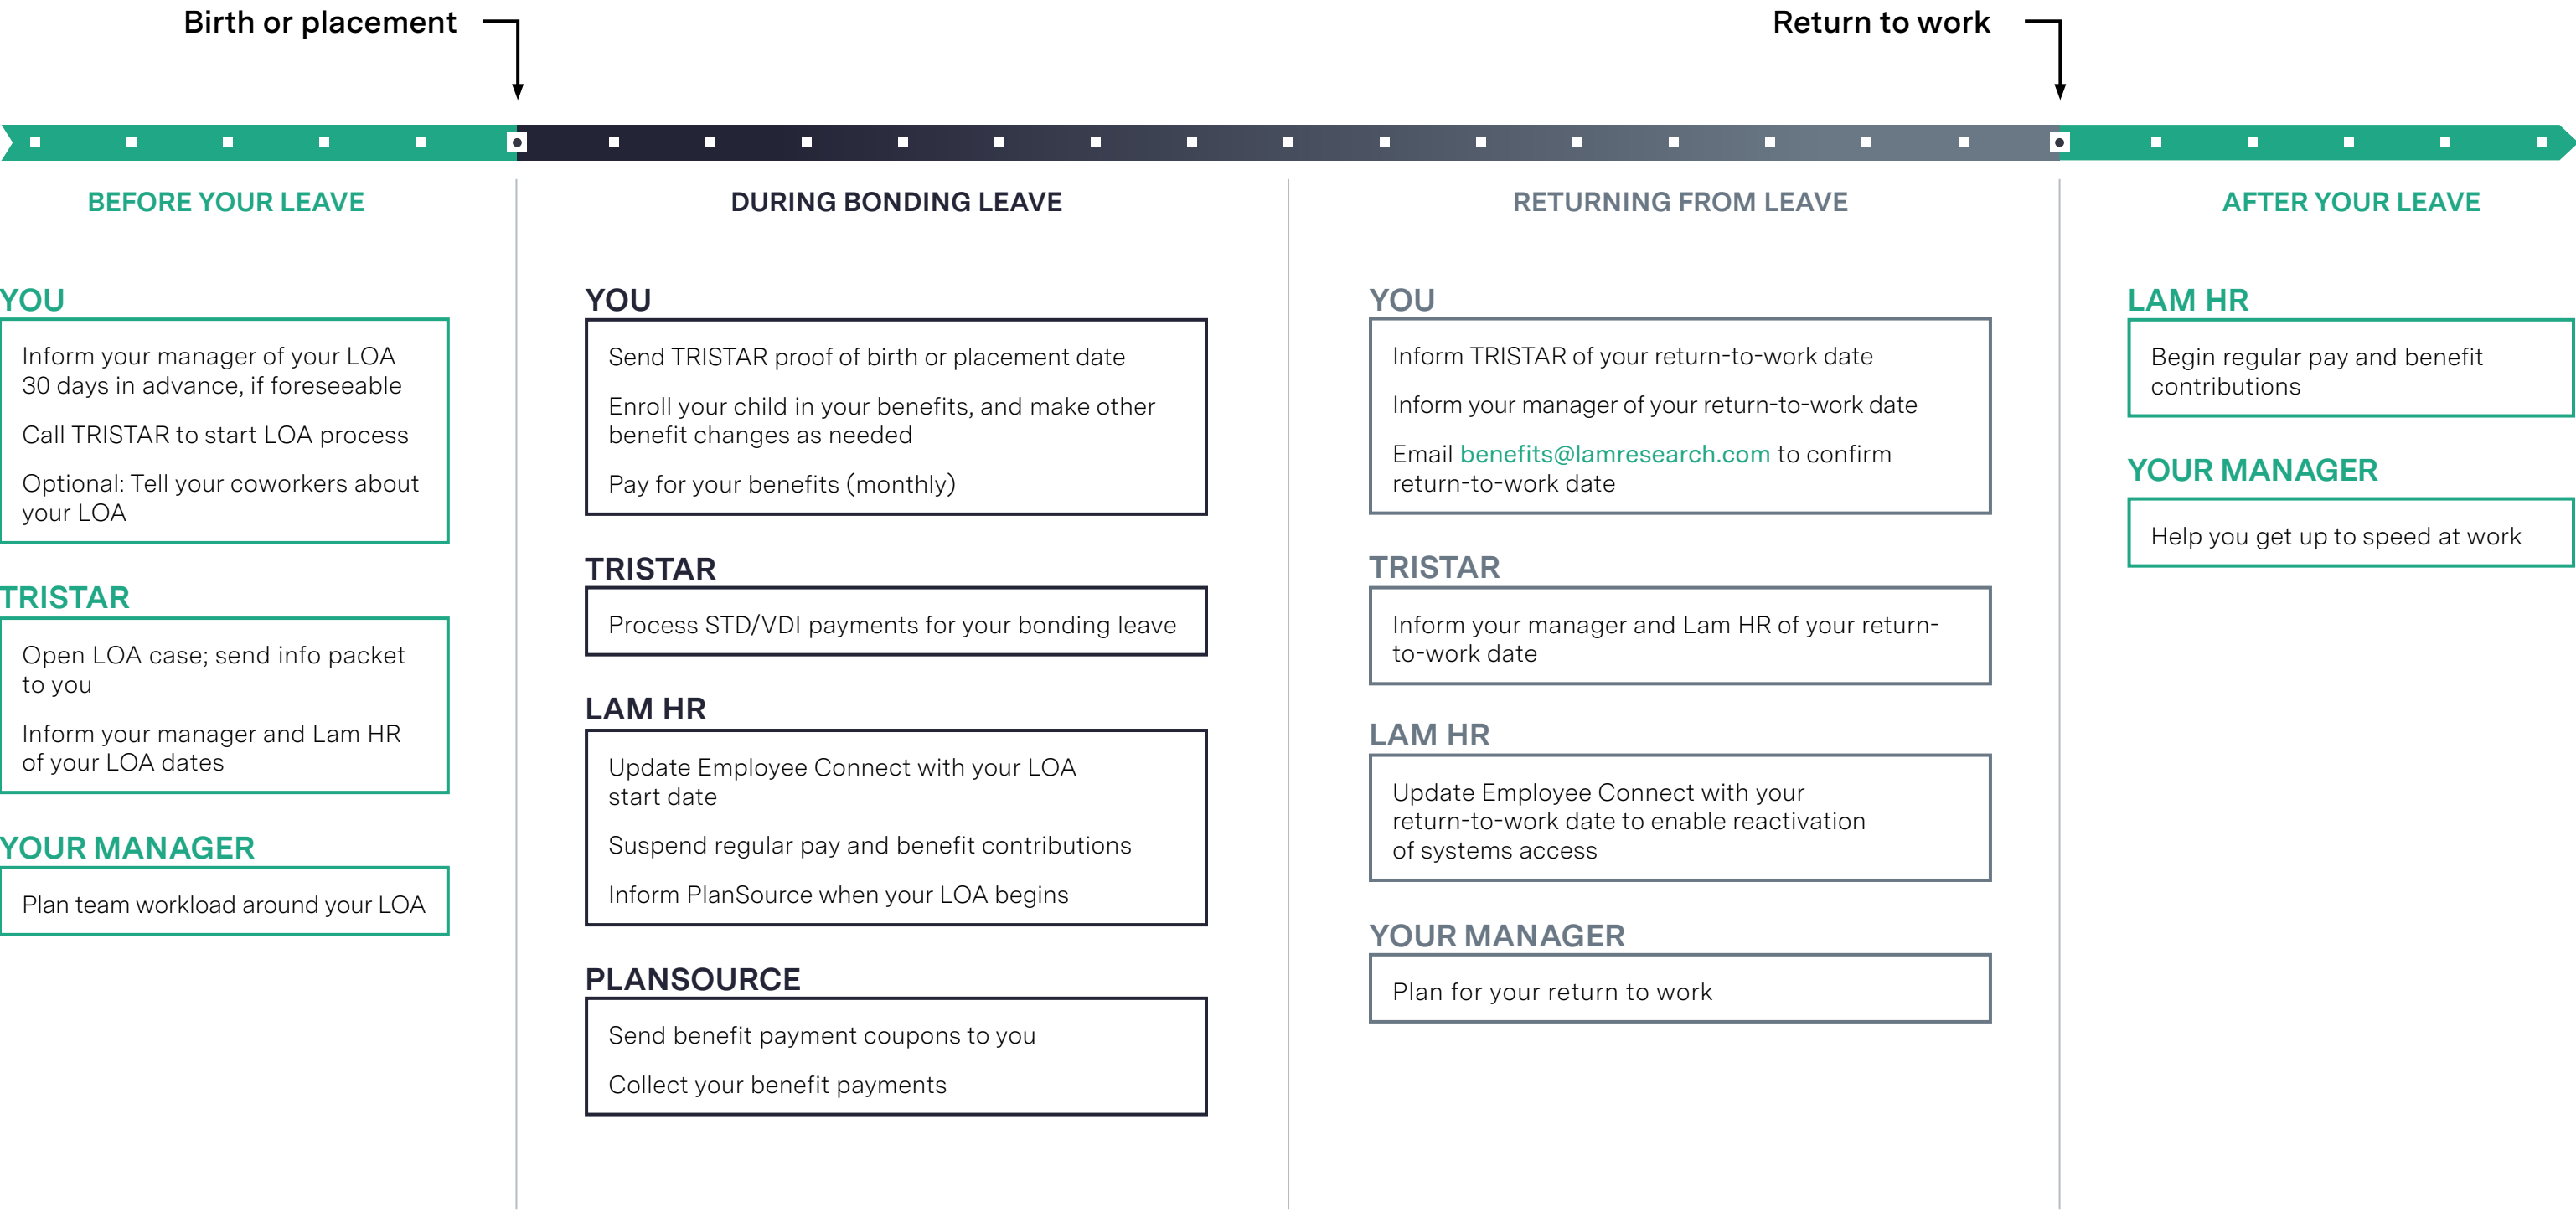 Birth or placement
Return to work
BEFORE YOUR LEAVE
YOU
Inform your manager of your LOA
30 days in advance, if foreseeable
Call TRISTAR to start LOA process
Optional: Tell your coworkers about
your LOA
TRISTAR
Open LOA case; send info packet
to you
Inform your manager and Lam HR
of your LOA dates
YOUR MANAGER
Plan team workload around your LOA
DURING BONDING LEAVE
YOU
Send TRISTAR proof of birth or placement date
Enroll your child in your benefits, and make other
benefit changes as needed
Pay for your benefits (monthly)
TRISTAR
Process STD/VDI payments for your bonding leave
LAM HR
Update Employee Connect with your LOA
start date
Suspend regular pay and benefit contributions
Inform PlanSource when your LOA begins
PLANSOURCE
Send benefit payment coupons to you
Collect your benefit payments
RETURNING FROM LEAVE
YOU
Inform TRISTAR of your return-to-work date
Inform your manager of your return-to-work date
Email benefits@lamresearch.com to confirm
return-to-work date
TRISTAR
Inform your manager and Lam HR of your return-
to-work date
LAM HR
Update Employee Connect with your
return-to-work date to enable reactivation
of systems access
YOUR MANAGER
Plan for your return to work
AFTER YOUR LEAVE
LAM HR
Begin regular pay and benefit
contributions
YOUR MANAGER
Help you get up to speed at work